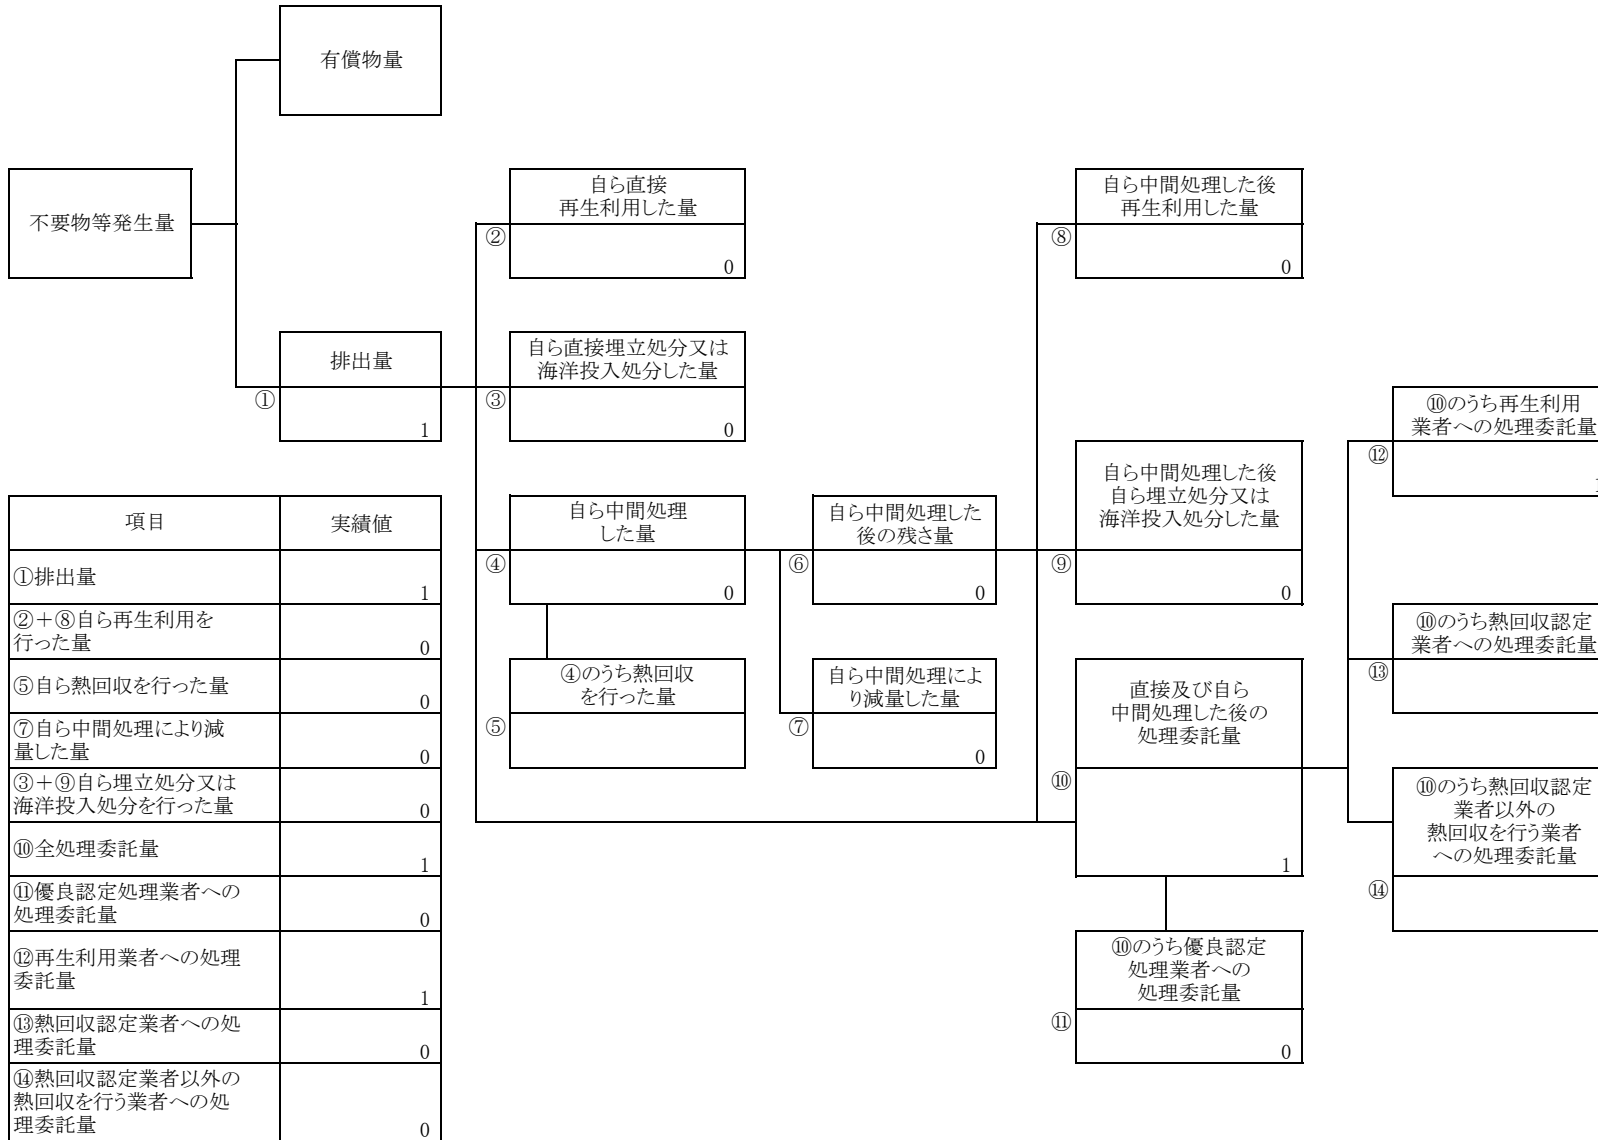 有償物量
不要物等発生量
自ら直接
再生利用した量
②
0
自ら中間処理した後
再生利用した量
⑧
0
排出量
①
1
自ら直接埋立処分又は
海洋投入処分した量
③
0
⑩のうち再生利用
業者への処理委託量
⑫
自ら中間処理
した量
④
0
自ら中間処理した
後の残さ量
⑥
0
自ら中間処理した後
自ら埋立処分又は
海洋投入処分した量
⑨
0
⑩のうち熱回収認定
業者への処理委託量
⑬
④のうち熱回収
を行った量
⑤
自ら中間処理によ
り減量した量
⑦
0
直接及び自ら
中間処理した後の
処理委託量
⑩
1
⑩のうち熱回収認定
業者以外の
熱回収を行う業者
への処理委託量
⑭
⑩のうち優良認定
処理業者への
処理委託量
⑪
0
項目 実績値
①排出量
1
②+⑧自ら再生利用を
行った量
0
⑤自ら熱回収を行った量
0
⑦自ら中間処理により減
量した量
0
③+⑨自ら埋立処分又は
海洋投入処分を行った量
0
⑩全処理委託量
1
⑪優良認定処理業者への
処理委託量
0
⑫再生利用業者への処理
委託量
1
⑬熱回収認定業者への処
理委託量
0
⑭熱回収認定業者以外の
熱回収を行う業者への処
理委託量
0